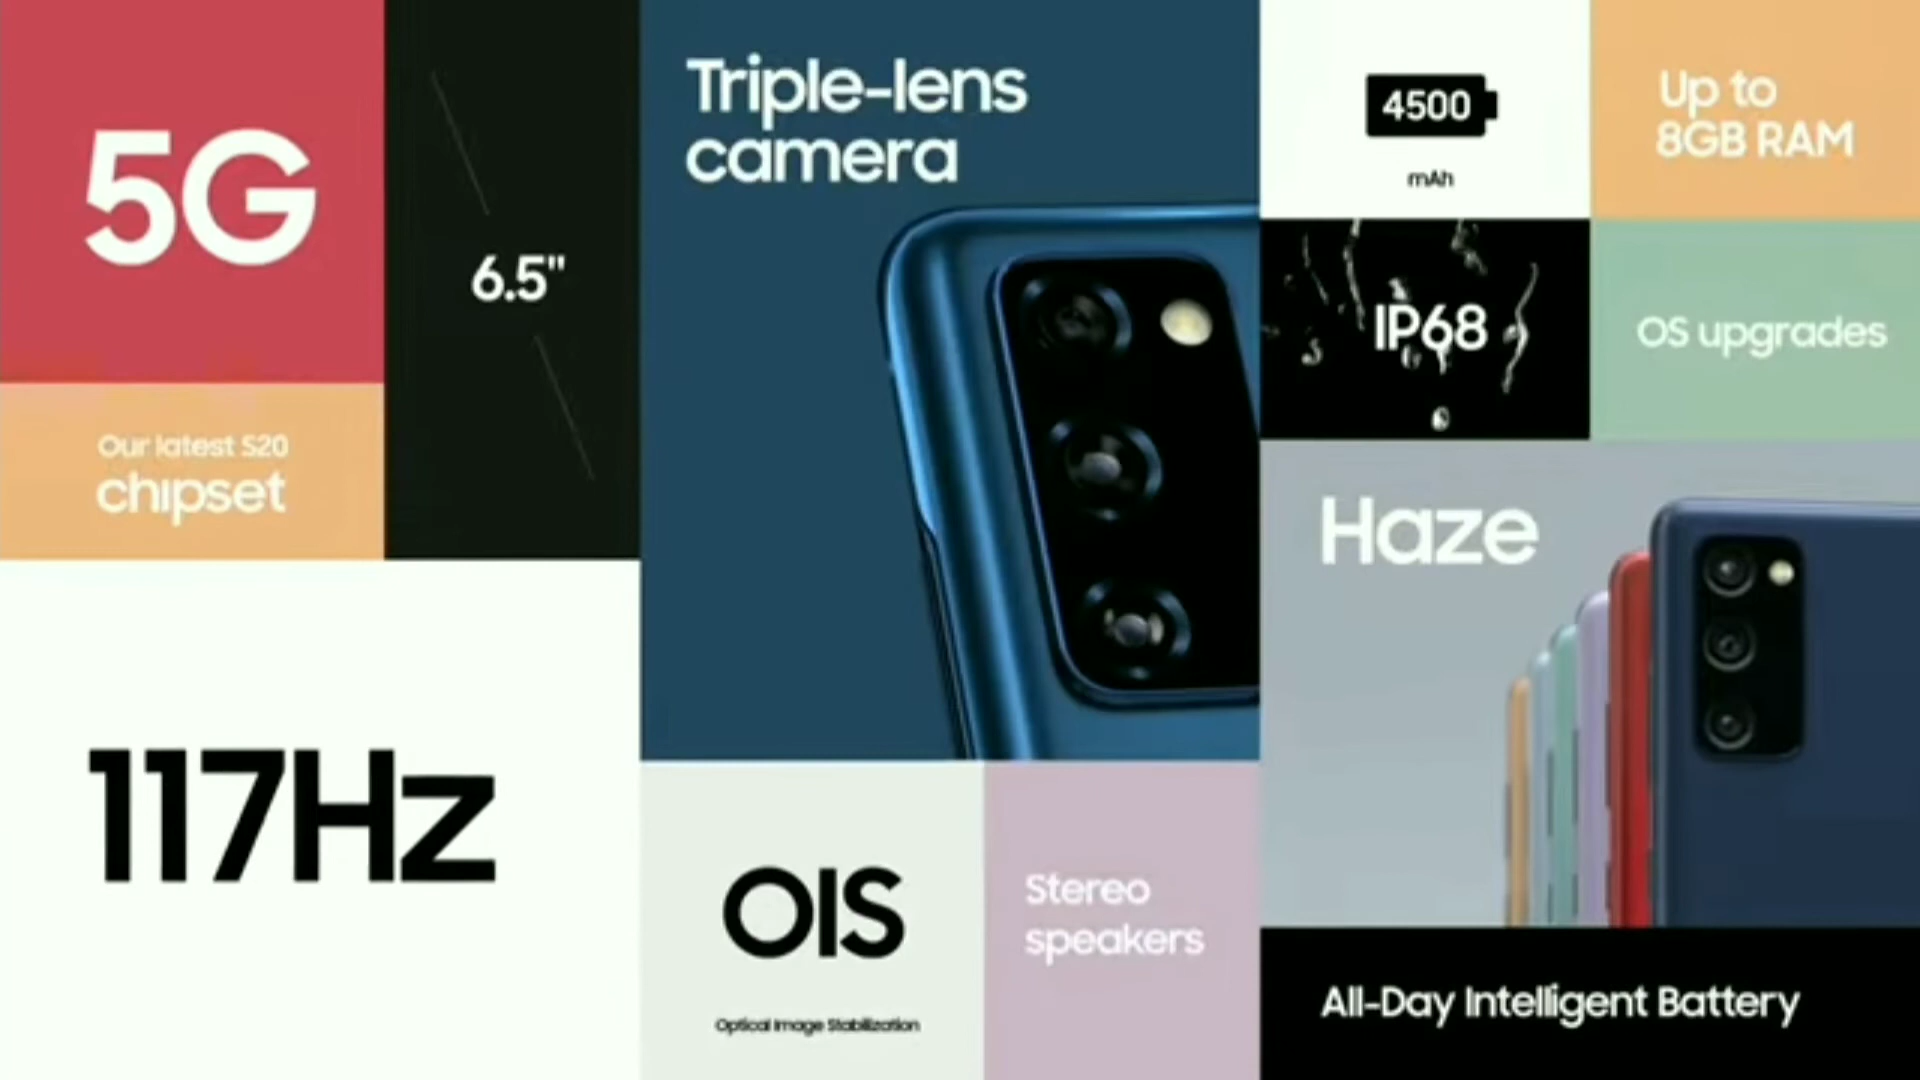 5G
Our latest S20
chipset
6.5"
117Hz
Triple-lens
camera
OIS
Optical Image Stabilization
Stereo
speakers
4500
mAh
Up to
8GB RAM
IP68
OS upgrades
Haze
All-Day Intelligent Battery